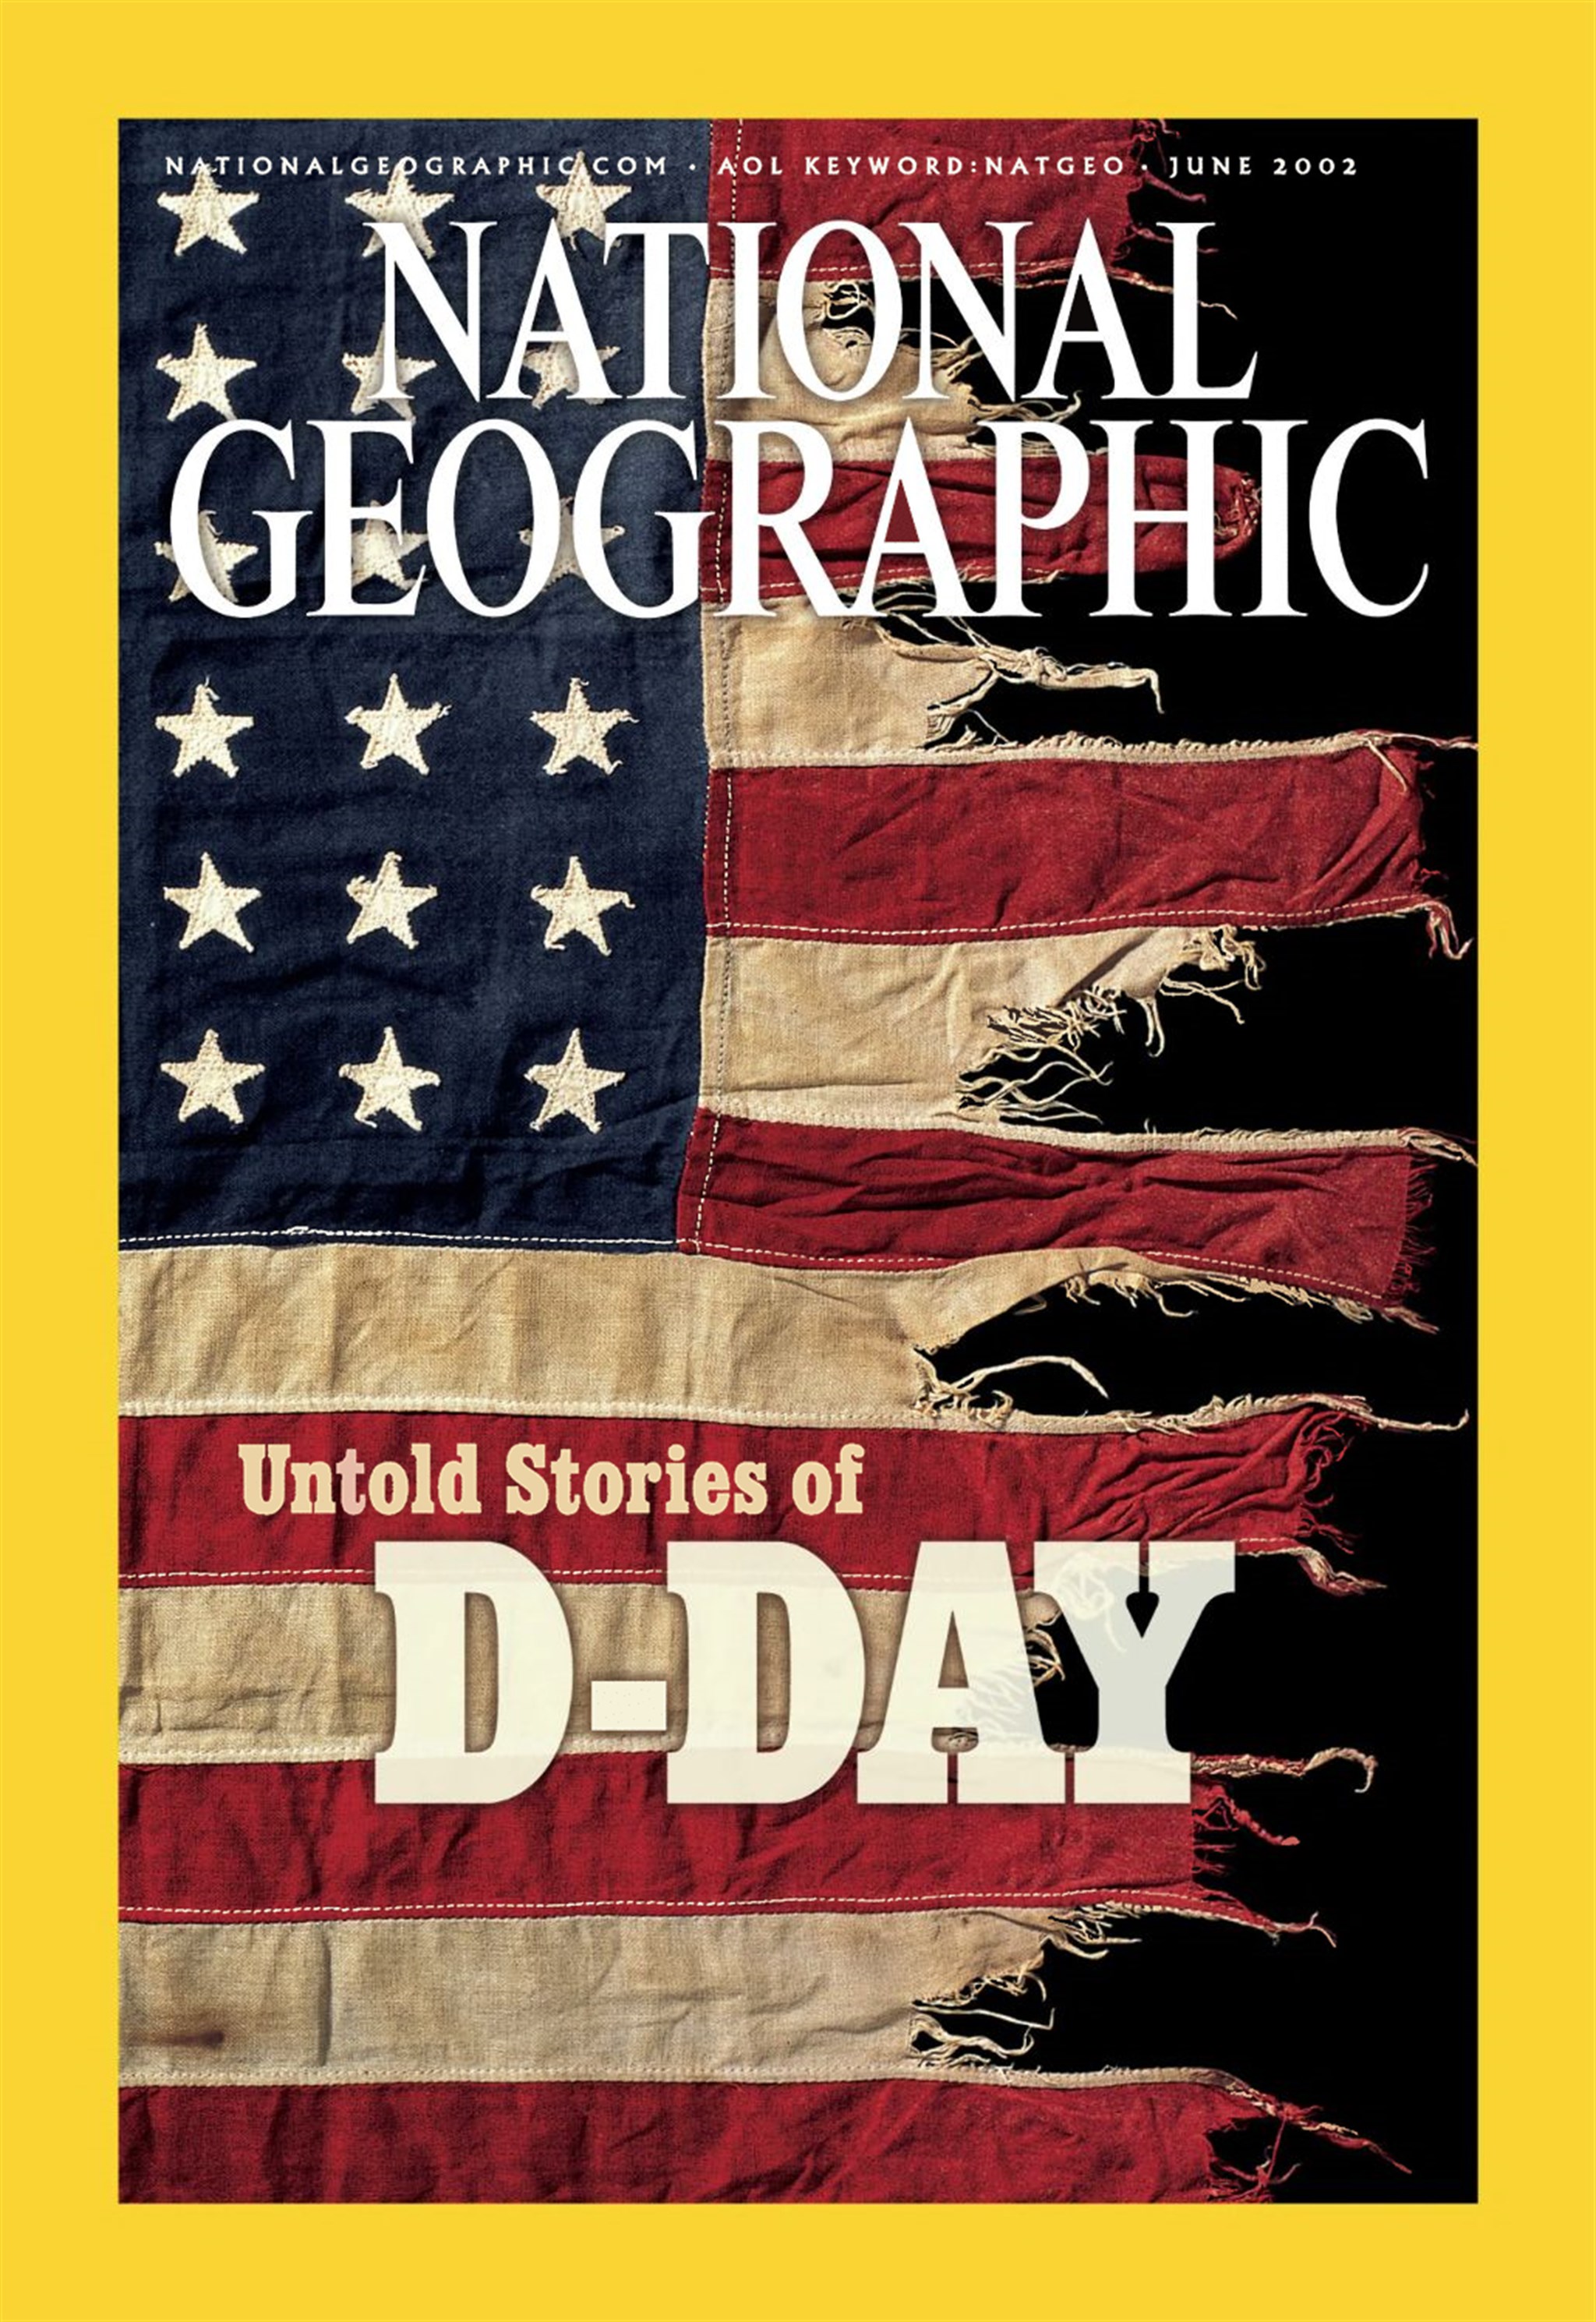 NATIONALGEOGRAPHIC.COM • AOL KEYWORD:NATGEO • JUNE 2002
NATIONAL
GEOGRAPHIC
Untold Stories of
D-DAY